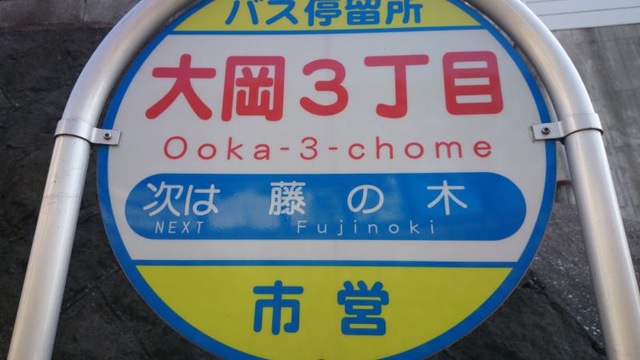 バス停留所
大岡3丁目
Ooka-3-chome
次は 藤の木
NEXT Fujinoki
市営